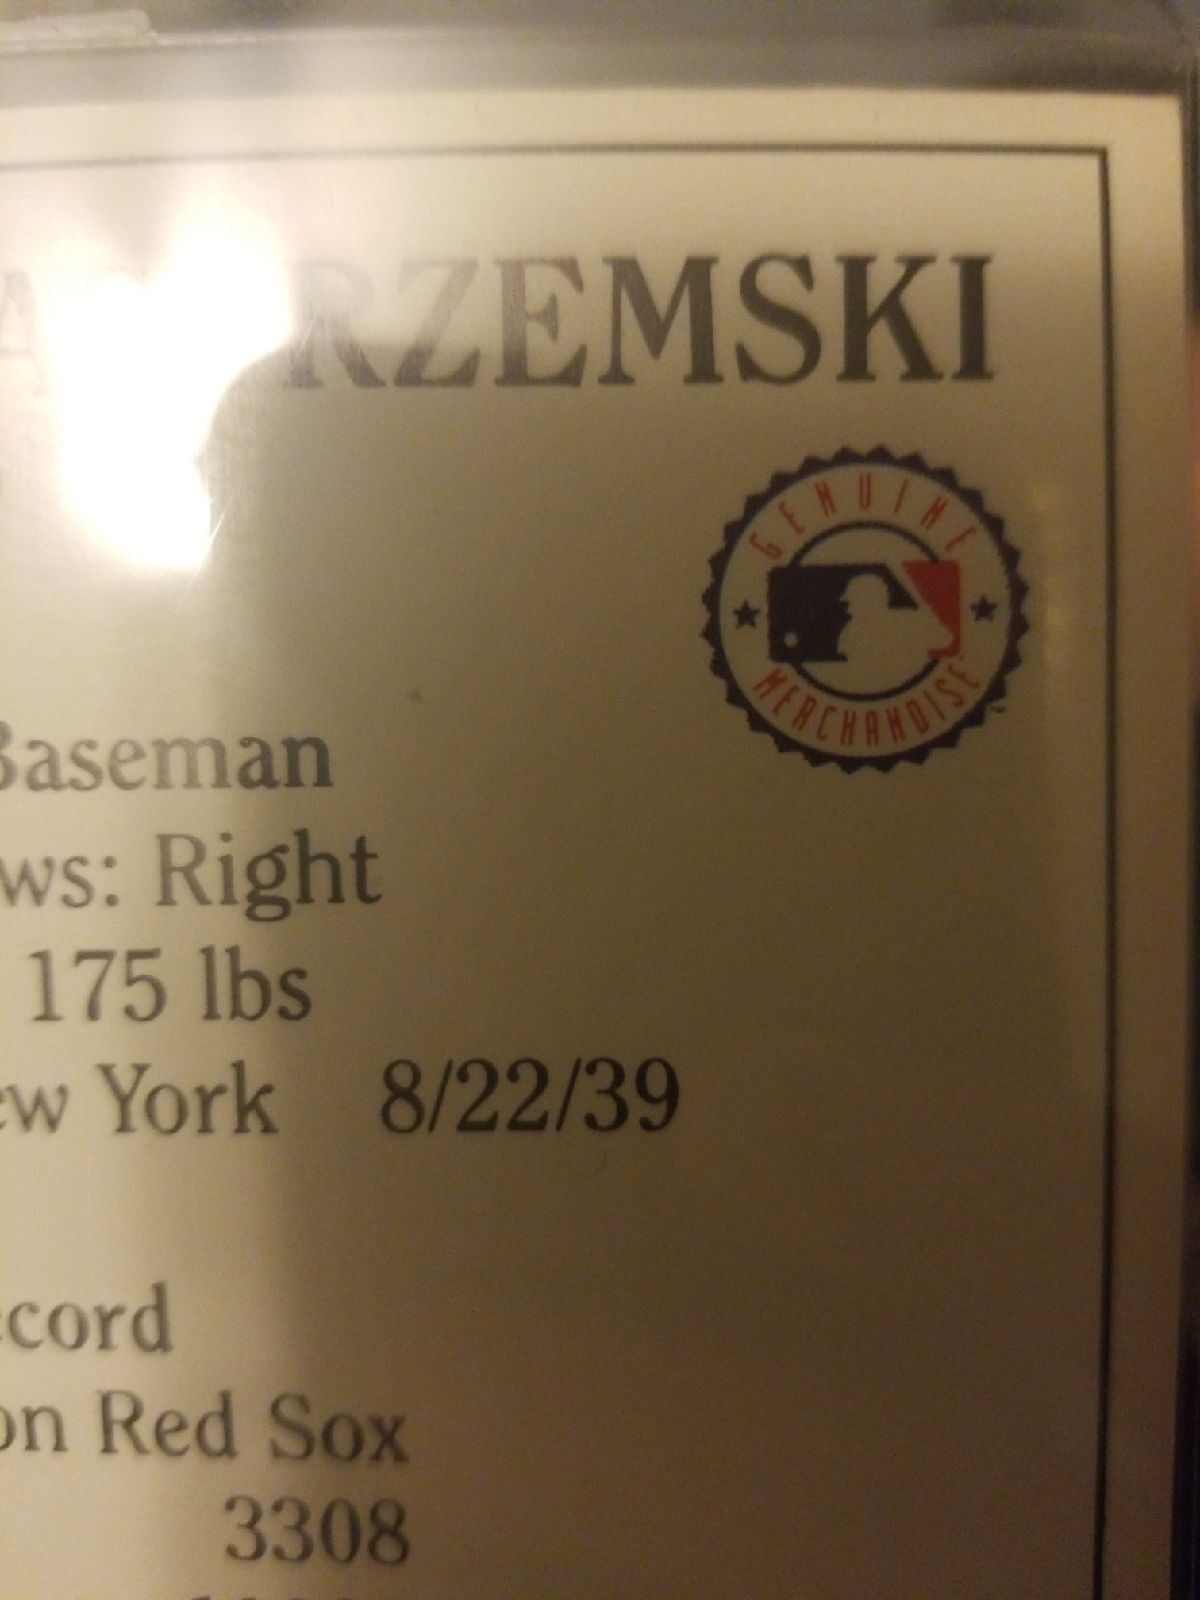 RZEMSKI
GENUINE
MERCHANDISE
Baseman
ws: Right
175 lbs
ew York 8/22/39
ecord
on Red Sox
3308